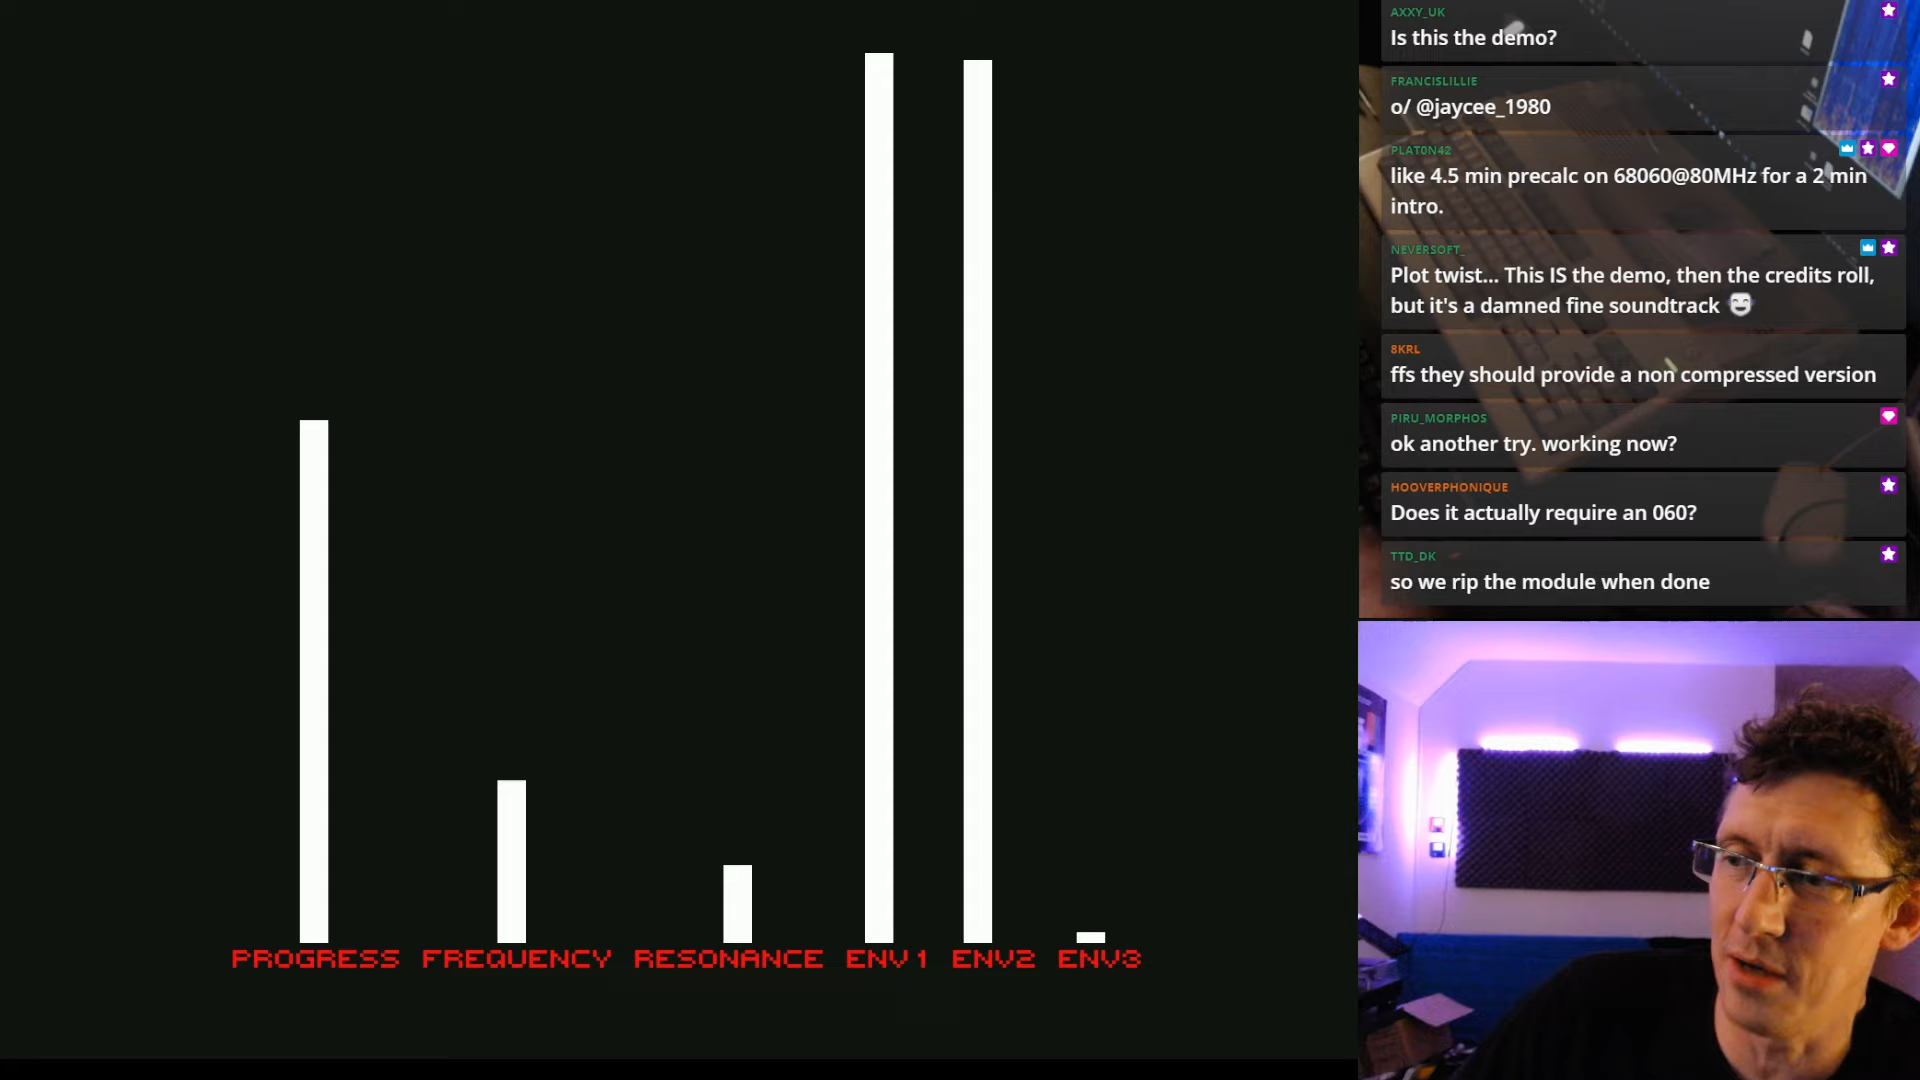 PROGRESS FREQUENCY RESONANCE ENV1 ENV2 ENV3
AXXY_UK
Is this the demo?
FRANCISLILLIE
o/ @jaycee_1980
PLAT0N42
like 4.5 min precalc on 68060@80MHz for a 2 min
intro.
NEVERSOFT_
Plot twist... This IS the demo, then the credits roll,
but it's a damned fine soundtrack
8KRL
ffs they should provide a non compressed version
PIRU_MORPHOS
ok another try. working now?
HOOVERPHONIQUE
Does it actually require an 060?
TTD_DK
so we rip the module when done